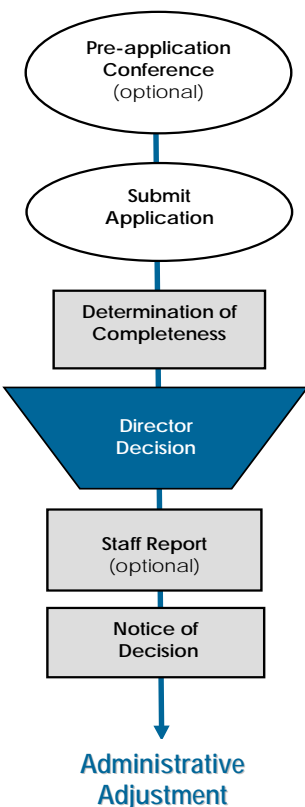 Pre-application
Conference
(optional)
Submit
Application
Determination of
Completeness
Director
Decision
Staff Report
(optional)
Notice of
Decision
Administrative
Adjustment